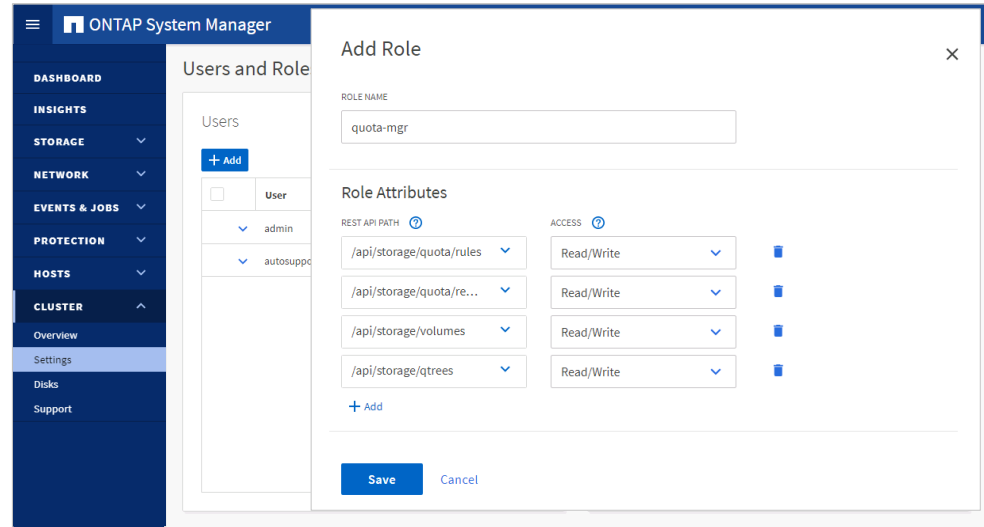 ONTAP System Manager
DASHBOARD
INSIGHTS
STORAGE
NETWORK
EVENTS & JOBS
PROTECTION
HOSTS
CLUSTER
Overview
Settings
Disks
Support
Users and Role
Users
+ Add
User
admin
autosuppo
Add Role
ROLE NAME
quota-mgr
Role Attributes
REST API PATH ? ACCESS ?
/api/storage/quota/rules Read/Write
/api/storage/quota/re... Read/Write
/api/storage/volumes Read/Write
/api/storage/qtrees Read/Write
+ Add
Save Cancel